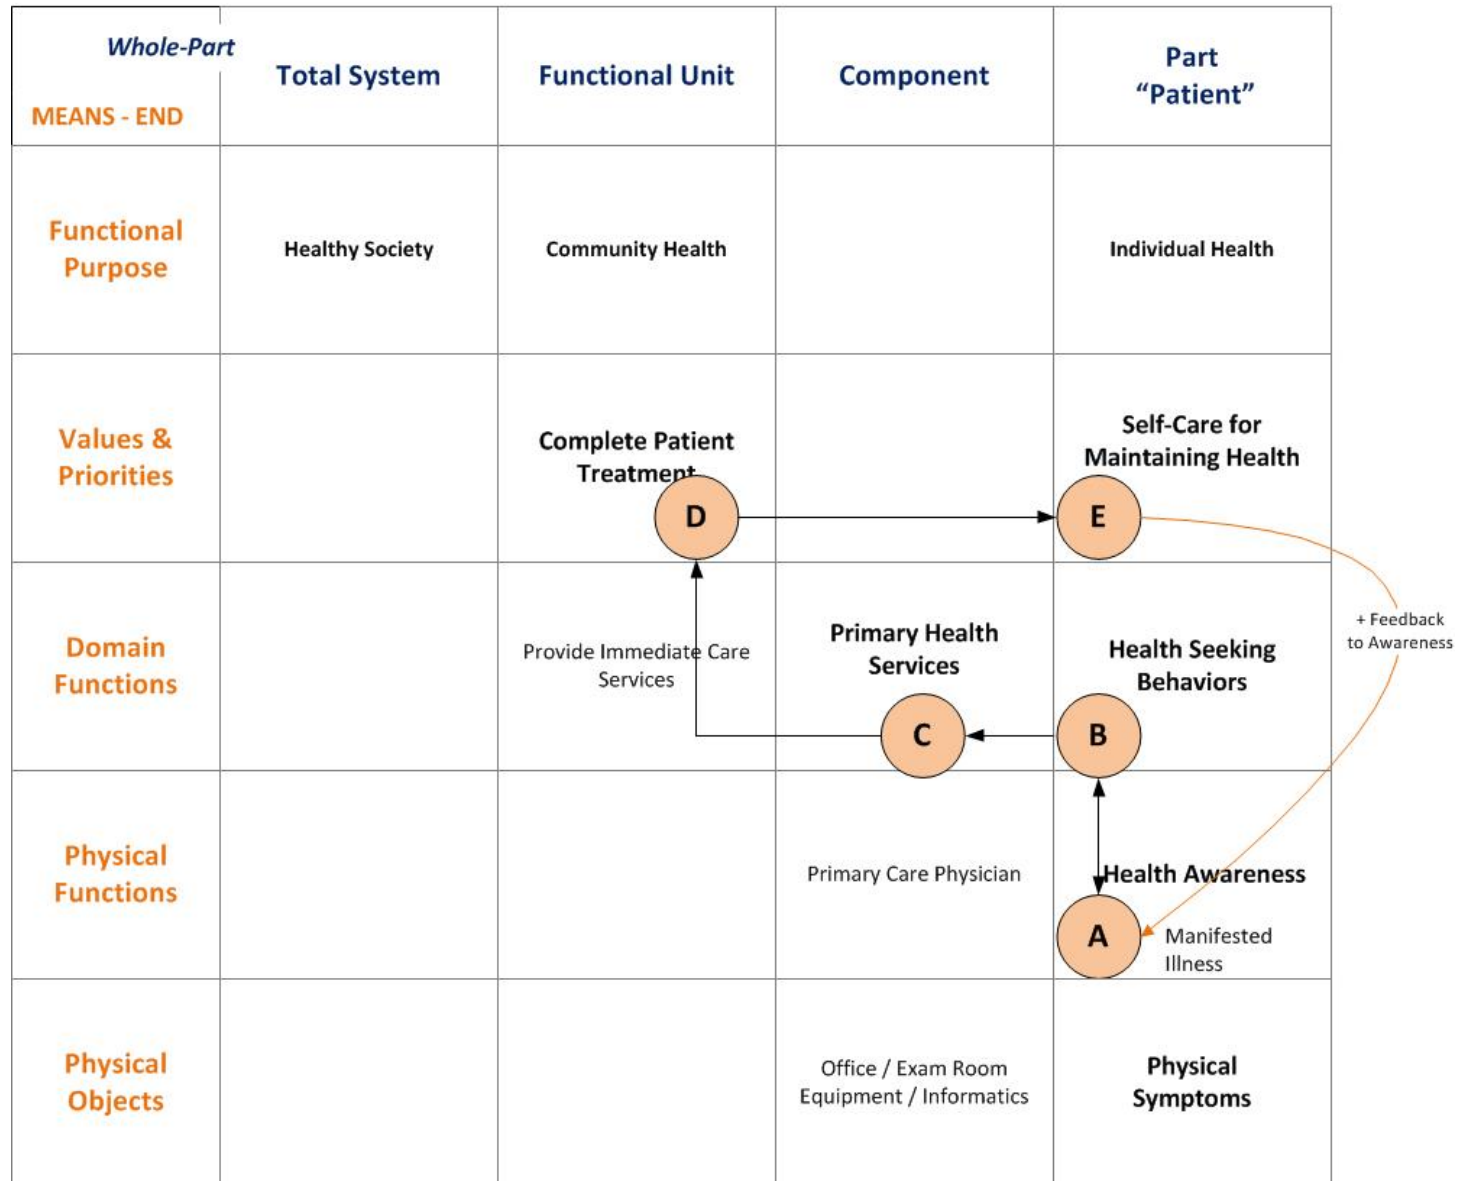 Whole-Part
MEANS - END
Total System
Functional Unit
Component
Part
“Patient”
Functional
Purpose
Healthy Society
Community Health
Individual Health
Values &
Priorities
Complete Patient
Treatment
D
Self-Care for
Maintaining Health
E
Domain
Functions
Provide Immediate Care
Services
Primary Health
Services
C
Health Seeking
Behaviors
B
+ Feedback
to Awareness
Physical
Functions
Primary Care Physician
Health Awareness
A
Manifested
Illness
Physical
Objects
Office / Exam Room
Equipment / Informatics
Physical
Symptoms